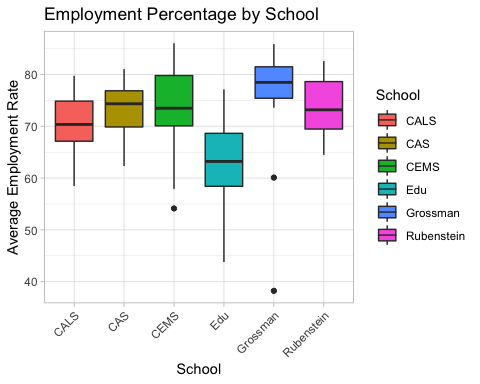 Employment Percentage by School
Average Employment Rate
80
70
60
50
40
CALS
CAS
CEMS
Edu
Grossman
Rubenstein
School
School
CALS
CAS
CEMS
Edu
Grossman
Rubenstein